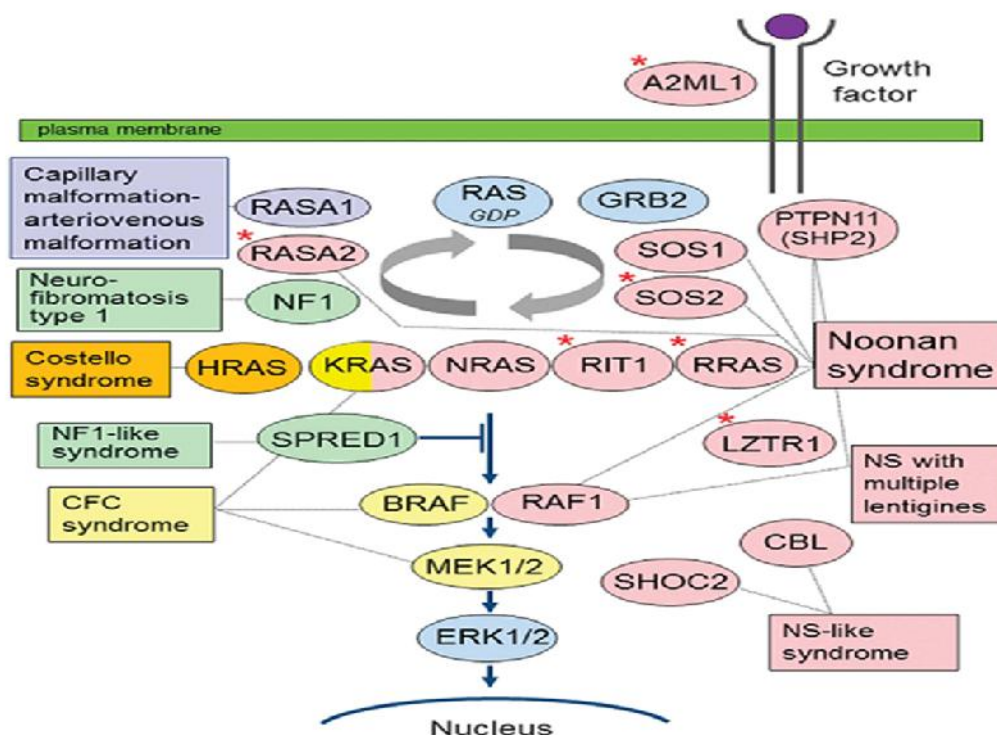 *
A2ML1
Growth
factor
plasma membrane
Capillary
malformation-
arteriovenous
malformation
RASA1
RAS
GDP
GRB2
PTPN11
(SHP2)
*
RASA2
SOS1
Neuro-
fibromatosis
type 1
NF1
*
SOS2
Noonan
syndrome
Costello
syndrome
HRAS
KRAS
NRAS
*
RIT1
*
RRAS
NF1-like
syndrome
SPRED1
*
LZTR1
NS with
multiple
lentigines
CFC
syndrome
BRAF
RAF1
MEK1/2
CBL
SHOC2
ERK1/2
NS-like
syndrome
Nucleus